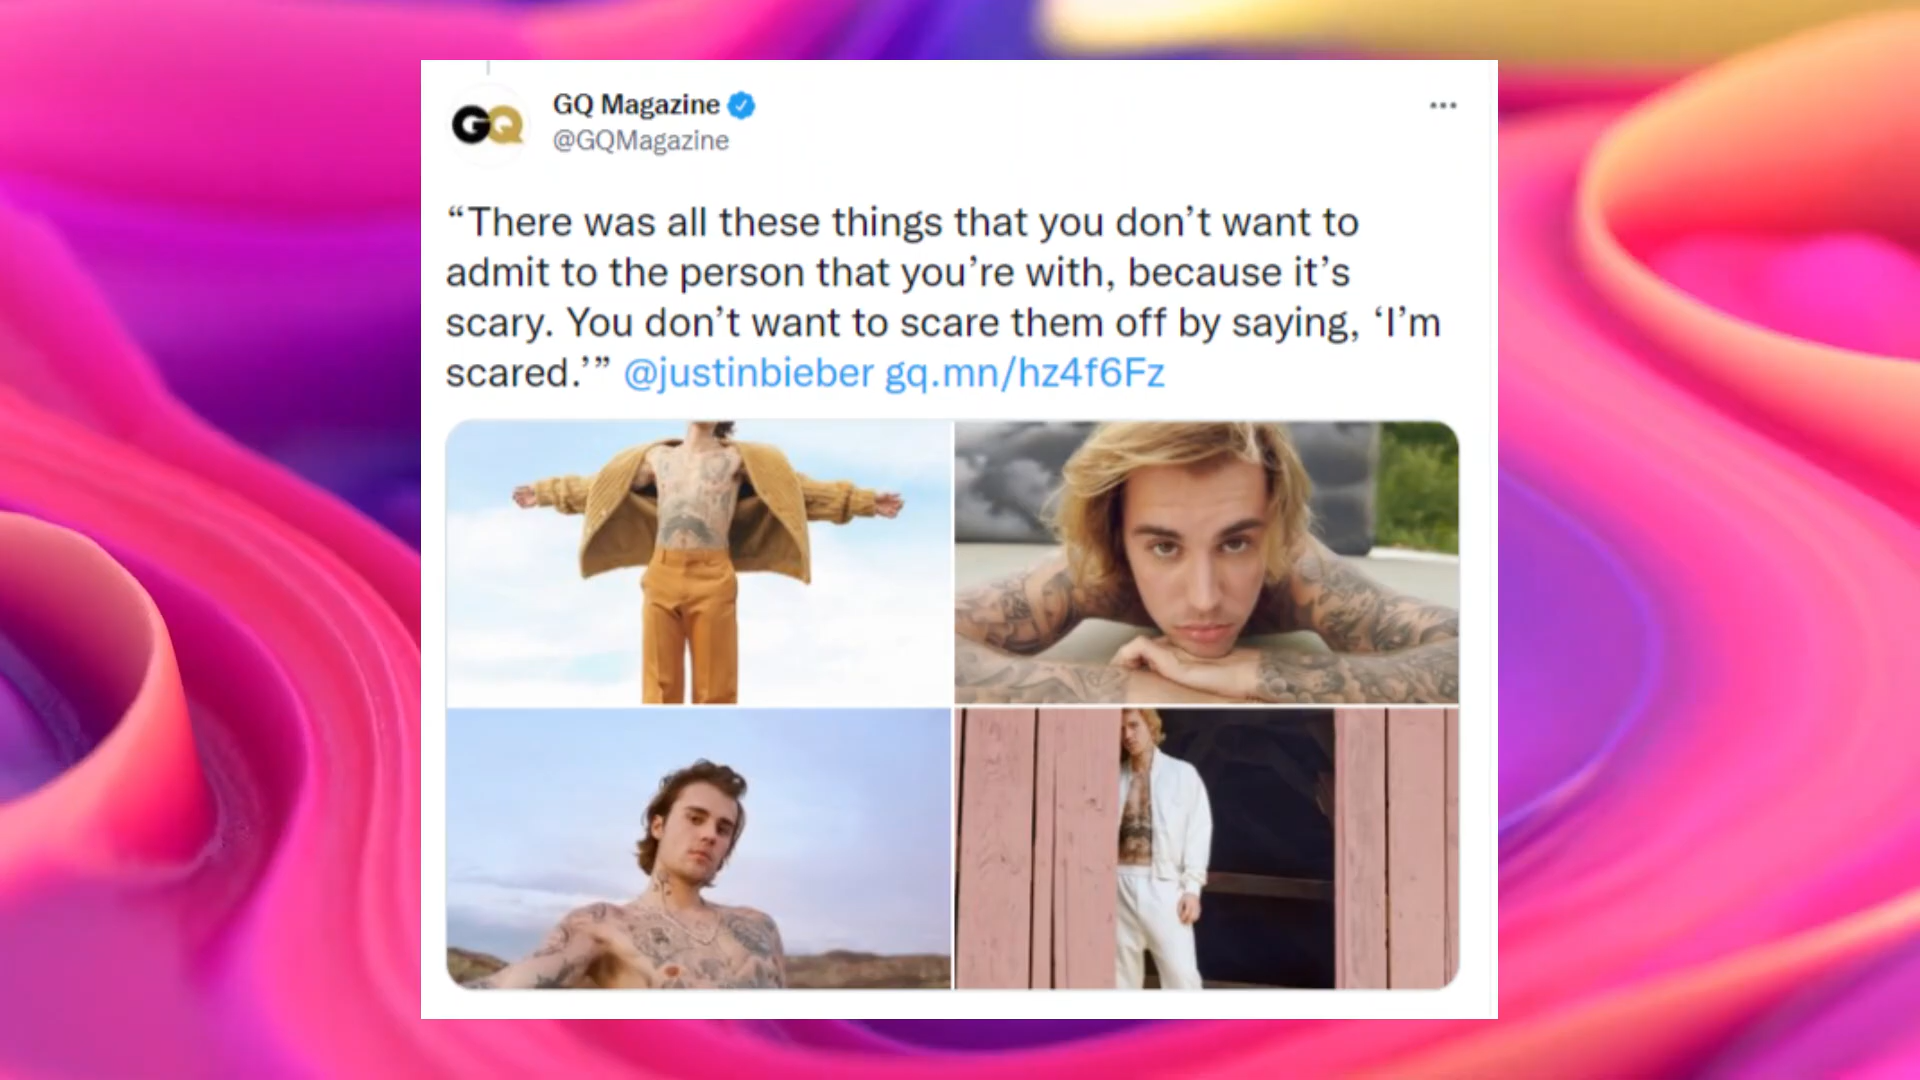 GQ
GQ Magazine
@GQMagazine
“There was all these things that you don’t want to
admit to the person that you’re with, because it’s
scary. You don’t want to scare them off by saying, ‘I’m
scared.’” @justinbieber gq.mn/hz4f6Fz